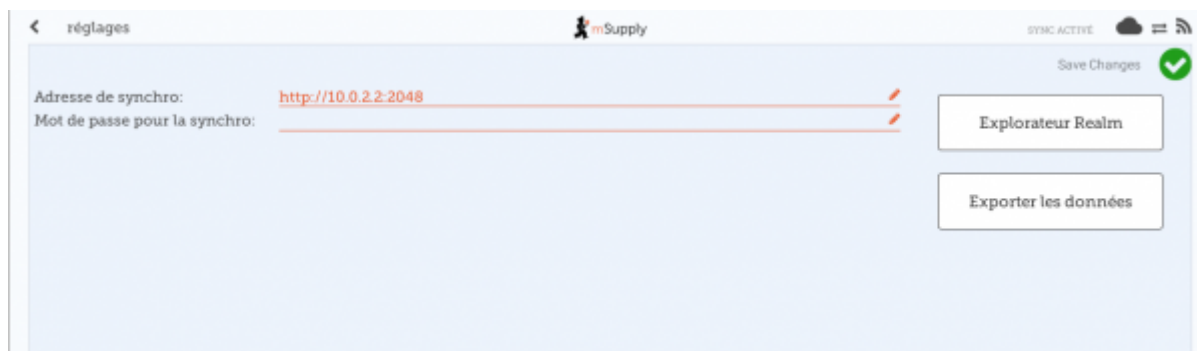 réglages
mSupply
SYNC ACTIVE
Save Changes
Adresse de synchro: http://10.0.2.2:2048
Mot de passe pour la synchro:
Explorateur Realm
Exporter les données